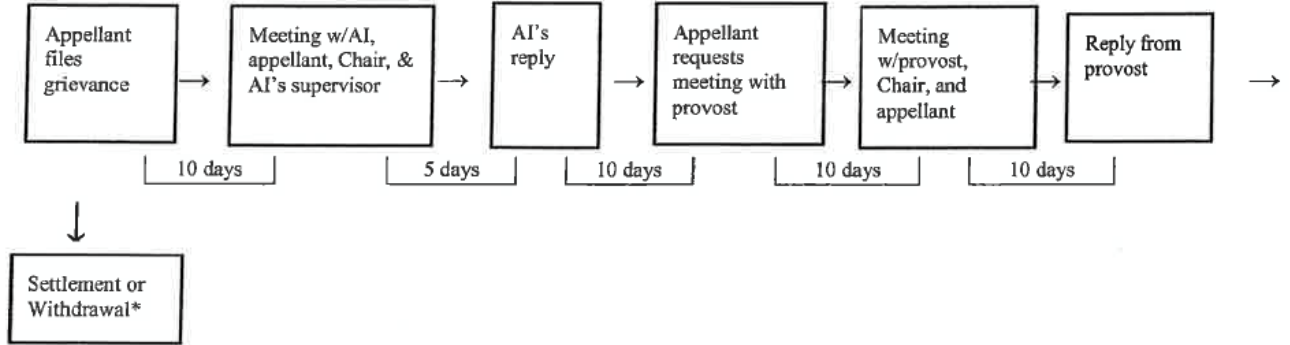 Appellant
files
grievance
Meeting w/AI,
appellant, Chair, &
AI's supervisor
AI's
reply
Appellant
requests
meeting with
provost
Meeting
w/provost,
Chair, and
appellant
Reply from
provost
10 days
5 days
10 days
10 days
10 days
Settlement or
Withdrawal*